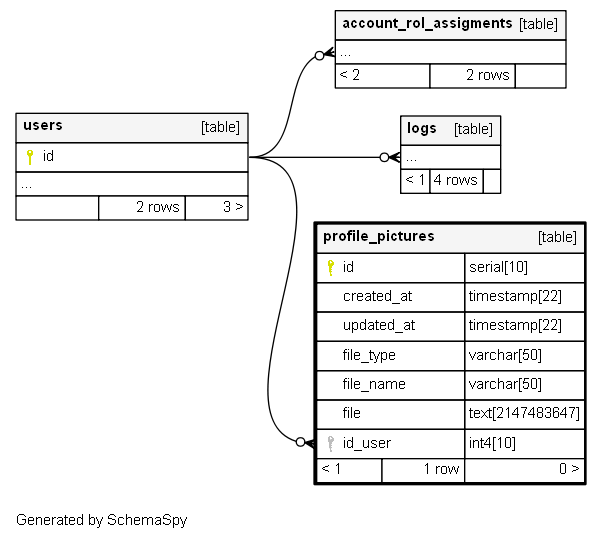 account_rol_assigments [table]
...
< 2 2 rows
users [table]
id
...
2 rows 3 >
logs [table]
...
< 1 4 rows
profile_pictures [table]
id serial[10]
created_at timestamp[22]
updated_at timestamp[22]
file_type varchar[50]
file_name varchar[50]
file text[2147483647]
id_user int4[10]
< 1 1 row 0 >
Generated by SchemaSpy